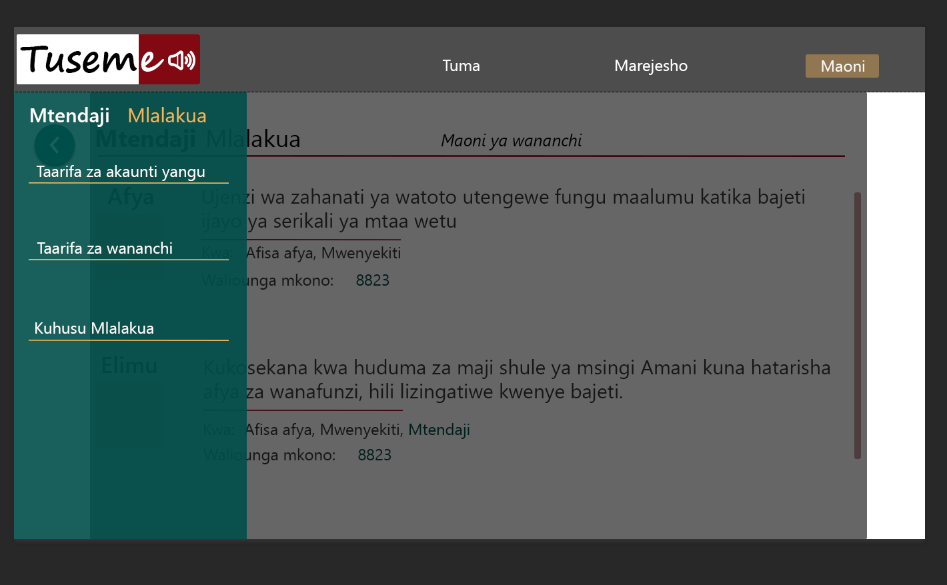 Tuseme
Tuma
Marejesho
Maoni
Mtendaji Mlalakua
Taarifa za akaunti yangu
Taarifa za wananchi
Kuhusu Mlalakua
Mtendaji Mlalakua
Maoni ya wananchi
Afya
Ujenzi wa zahanati ya watoto utengewe fungu maalumu katika bajeti
ijayo ya serikali ya mtaa wetu
Kwa: Afisa afya, Mwenyekiti
Waliounga mkono: 8823
Elimu
Kukosekana kwa huduma za maji shule ya msingi Amani kuna hatarisha
afya za wanafunzi, hili lizingatiwe kwenye bajeti.
Kwa: Afisa afya, Mwenyekiti, Mtendaji
Waliounga mkono: 8823